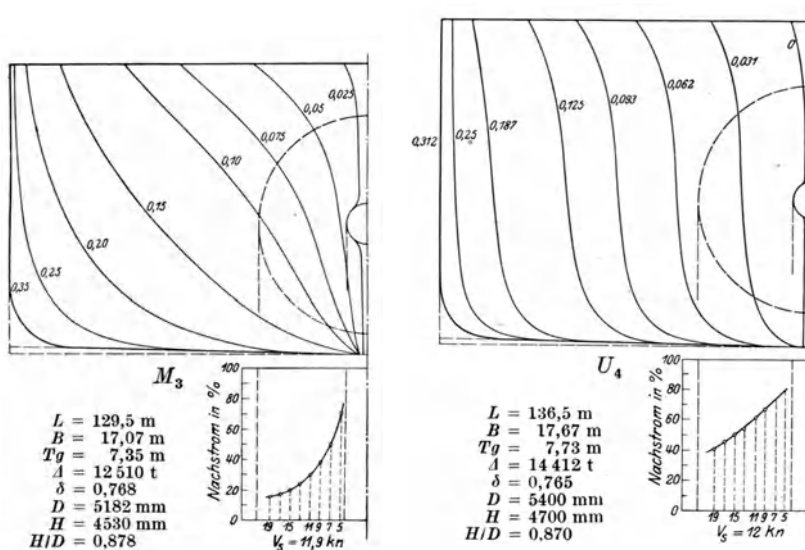 0,025
0,05
0,075
0,10
0,15
0,20
0,25
0,35
M₃
L = 129,5 m
B = 17,07 m
Tg = 7,35 m
Δ = 12 510 t
δ = 0,768
D = 5182 mm
H = 4530 mm
H/D = 0,878
Nachstrom in %
100
80
60
40
20
0
19 15 11 9 7 5
Vₛ = 11,9 kn
0
0,031
0,062
0,093
0,125
0,187
0,25
0,312
U₄
L = 136,5 m
B = 17,67 m
Tg = 7,73 m
Δ = 14 412 t
δ = 0,765
D = 5400 mm
H = 4700 mm
H/D = 0,870
Nachstrom in %
100
80
60
40
20
0
19 15 11 9 7 5
Vₛ = 12 kn